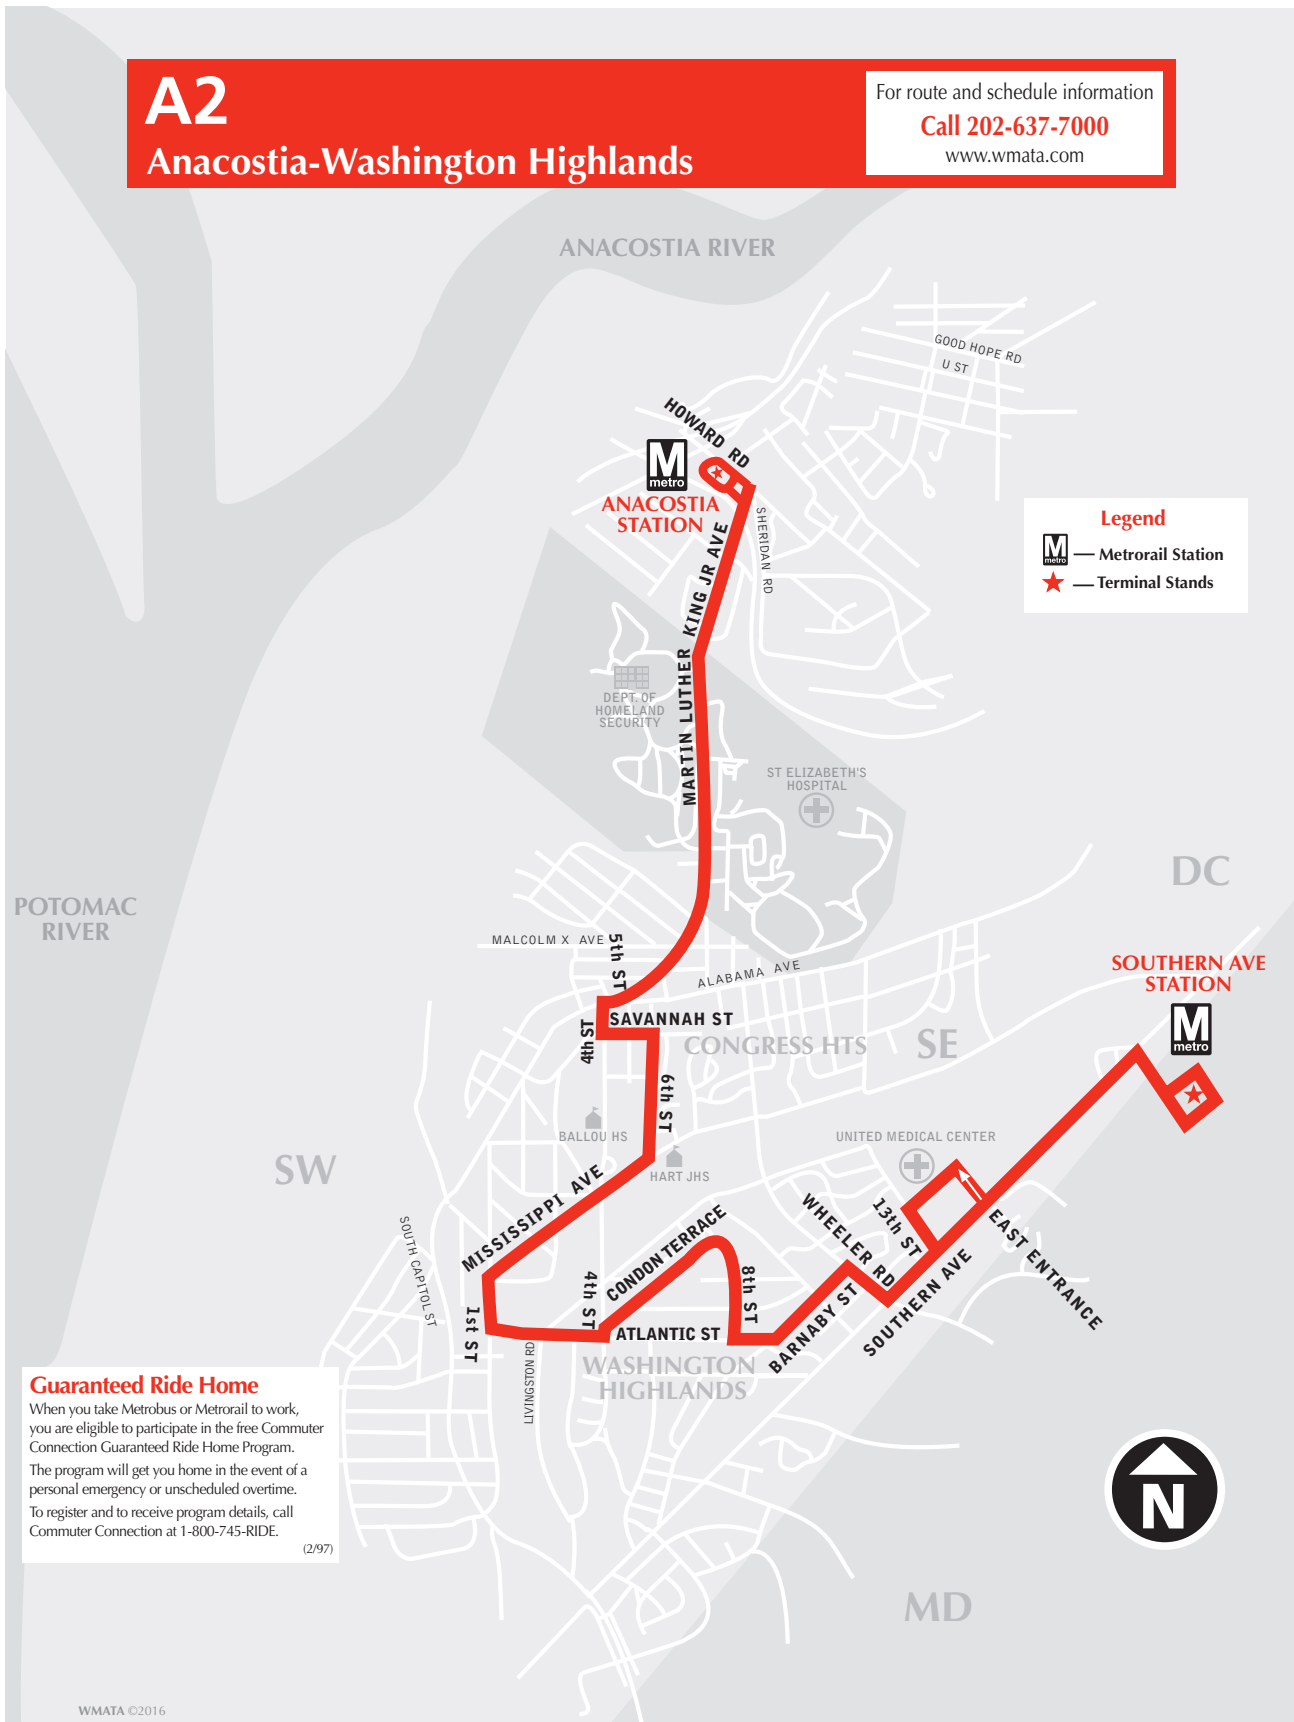 A2
Anacostia-Washington Highlands
For route and schedule information
Call 202-637-7000
www.wmata.com
ANACOSTIA RIVER
GOOD HOPE RD
U ST
HOWARD RD
M
metro
ANACOSTIA
STATION
SHERIDAN RD
MARTIN LUTHER KING JR AVE
Legend
M
metro
Metrorail Station
Terminal Stands
DEPT. OF
HOMELAND
SECURITY
ST ELIZABETH'S
HOSPITAL
DC
POTOMAC
RIVER
MALCOLM X AVE
5th ST
ALABAMA AVE
SOUTHERN AVE
STATION
M
metro
SAVANNAH ST
4th ST
CONGRESS HTS
SE
6th ST
BALLOU HS
HART JHS
UNITED MEDICAL CENTER
SW
MISSISSIPPI AVE
SOUTH CAPITOL ST
CONDON TERRACE
WHEELER RD
13th ST
EAST ENTRANCE
SOUTHERN AVE
4th ST
8th ST
1st ST
ATLANTIC ST
BARNABY ST
LIVINGSTON RD
WASHINGTON
HIGHLANDS
Guaranteed Ride Home
When you take Metrobus or Metrorail to work,
you are eligible to participate in the free Commuter
Connection Guaranteed Ride Home Program.
The program will get you home in the event of a
personal emergency or unscheduled overtime.
To register and to receive program details, call
Commuter Connection at 1-800-745-RIDE.
(2/97)
N
MD
WMATA ©2016